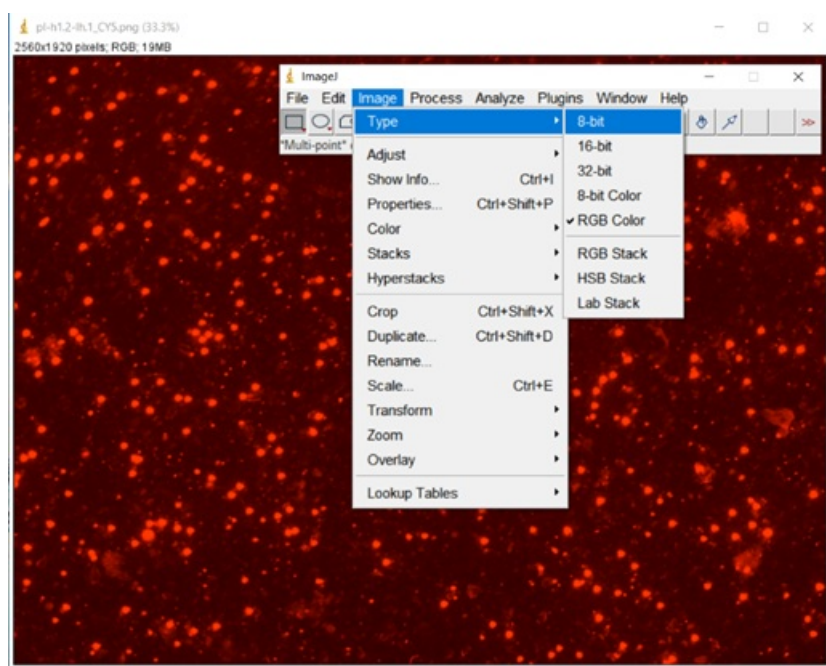 pl-h1.2-lh.1_CY5.png (33.3%)
2560x1920 pixels; RGB; 19MB
ImageJ
File Edit Image Process Analyze Plugins Window Help
"Multi-point"
Type
Adjust
Show Info... Ctrl+I
Properties... Ctrl+Shift+P
Color
Stacks
Hyperstacks
Crop Ctrl+Shift+X
Duplicate... Ctrl+Shift+D
Rename...
Scale... Ctrl+E
Transform
Zoom
Overlay
Lookup Tables
8-bit
16-bit
32-bit
8-bit Color
RGB Color
RGB Stack
HSB Stack
Lab Stack